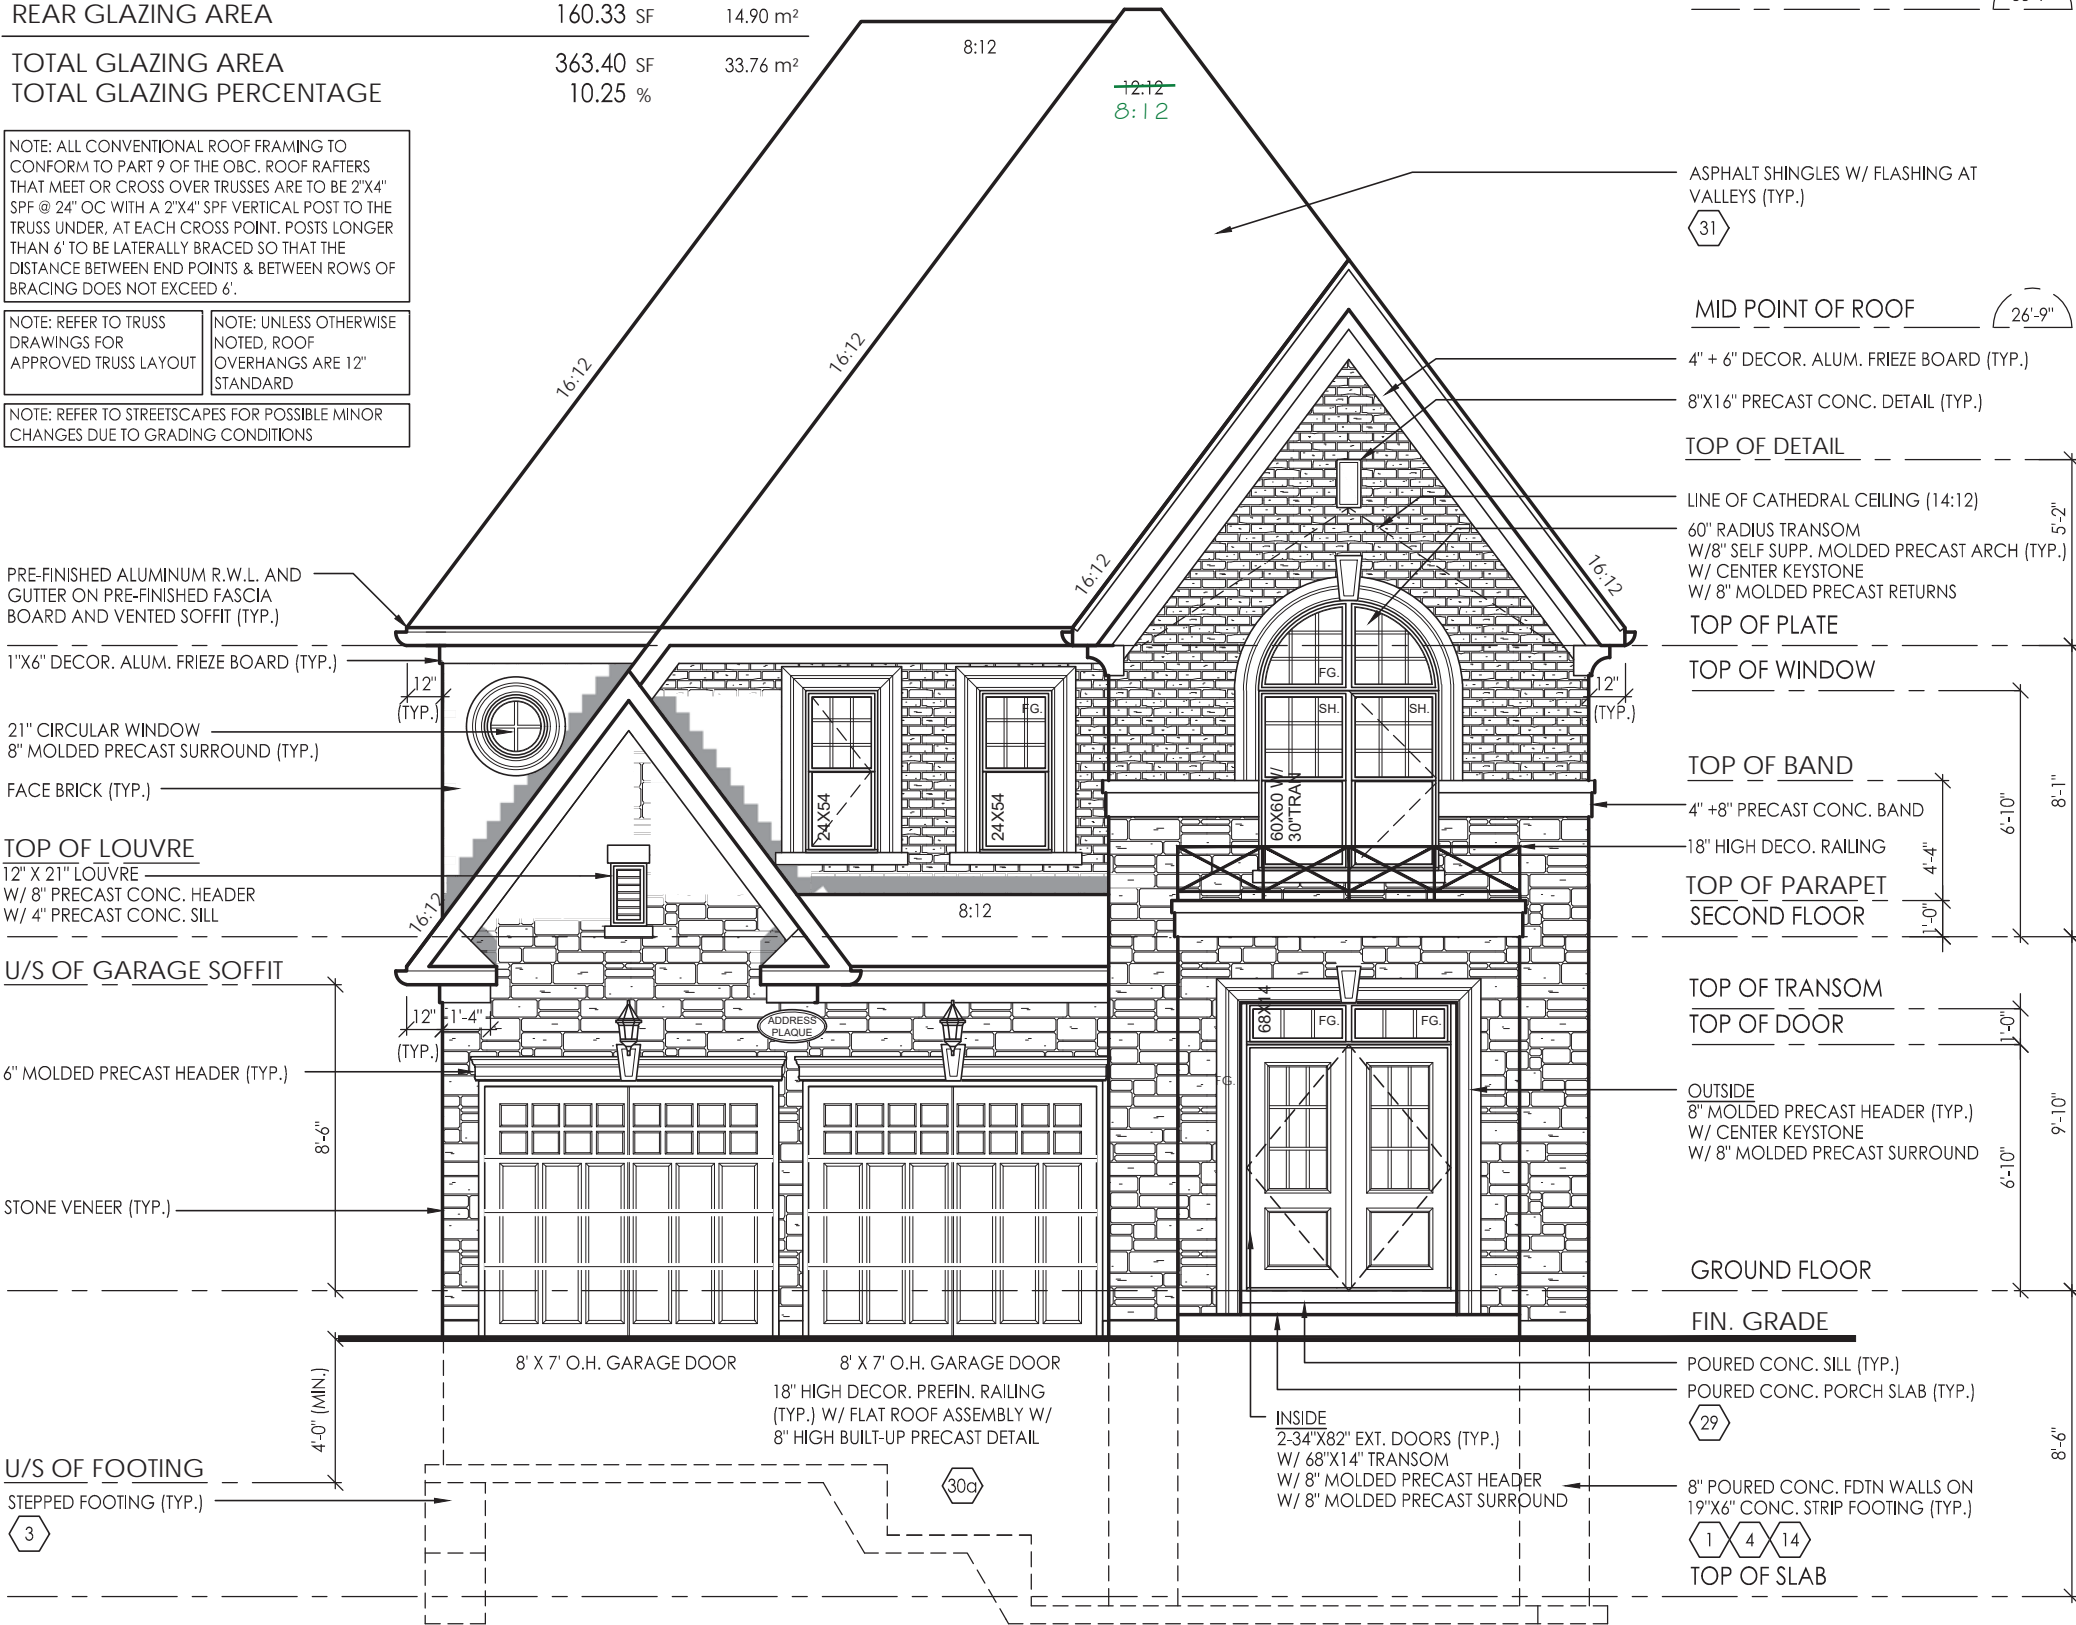 REAR GLAZING AREA 160.33 SF 14.90 m²
TOTAL GLAZING AREA 363.40 SF 33.76 m²
TOTAL GLAZING PERCENTAGE 10.25 %
NOTE: ALL CONVENTIONAL ROOF FRAMING TO
CONFORM TO PART 9 OF THE OBC. ROOF RAFTERS
THAT MEET OR CROSS OVER TRUSSES ARE TO BE 2"X4"
SPF @ 24" OC WITH A 2"X4" SPF VERTICAL POST TO THE
TRUSS UNDER, AT EACH CROSS POINT. POSTS LONGER
THAN 6' TO BE LATERALLY BRACED SO THAT THE
DISTANCE BETWEEN END POINTS & BETWEEN ROWS OF
BRACING DOES NOT EXCEED 6'.
NOTE: REFER TO TRUSS
DRAWINGS FOR
APPROVED TRUSS LAYOUT
NOTE: UNLESS OTHERWISE
NOTED, ROOF
OVERHANGS ARE 12"
STANDARD
NOTE: REFER TO STREETSCAPES FOR POSSIBLE MINOR
CHANGES DUE TO GRADING CONDITIONS
PRE-FINISHED ALUMINUM R.W.L. AND
GUTTER ON PRE-FINISHED FASCIA
BOARD AND VENTED SOFFIT (TYP.)
1"X6" DECOR. ALUM. FRIEZE BOARD (TYP.)
12"
(TYP.)
21" CIRCULAR WINDOW
8" MOLDED PRECAST SURROUND (TYP.)
FACE BRICK (TYP.)
TOP OF LOUVRE
12" X 21" LOUVRE
W/ 8" PRECAST CONC. HEADER
W/ 4" PRECAST CONC. SILL
U/S OF GARAGE SOFFIT
12" 1'-4"
(TYP.)
6" MOLDED PRECAST HEADER (TYP.)
8'-6"
STONE VENEER (TYP.)
4'-0" (MIN.)
U/S OF FOOTING
STEPPED FOOTING (TYP.)
3
8:12
12:12
8:12
16:12
16:12
16:12
16:12
16:12
8:12
24X54
FG.
24X54
FG.
SH.
SH.
60X60 W/
30"TRAN
12"
(TYP.)
ADDRESS
PLAQUE
68X14
FG.
FG.
FG.
8' X 7' O.H. GARAGE DOOR
8' X 7' O.H. GARAGE DOOR
18" HIGH DECOR. PREFIN. RAILING
(TYP.) W/ FLAT ROOF ASSEMBLY W/
8" HIGH BUILT-UP PRECAST DETAIL
30a
INSIDE
2-34"X82" EXT. DOORS (TYP.)
W/ 68"X14" TRANSOM
W/ 8" MOLDED PRECAST HEADER
W/ 8" MOLDED PRECAST SURROUND
ASPHALT SHINGLES W/ FLASHING AT
VALLEYS (TYP.)
31
MID POINT OF ROOF
26'-9"
4" + 6" DECOR. ALUM. FRIEZE BOARD (TYP.)
8"X16" PRECAST CONC. DETAIL (TYP.)
TOP OF DETAIL
LINE OF CATHEDRAL CEILING (14:12)
60" RADIUS TRANSOM
W/8" SELF SUPP. MOLDED PRECAST ARCH (TYP.)
W/ CENTER KEYSTONE
W/ 8" MOLDED PRECAST RETURNS
5'-2"
TOP OF PLATE
TOP OF WINDOW
TOP OF BAND
4" +8" PRECAST CONC. BAND
18" HIGH DECO. RAILING
TOP OF PARAPET
SECOND FLOOR
4'-4"
1'-0"
6'-10"
8'-1"
TOP OF TRANSOM
TOP OF DOOR
1'-0"
OUTSIDE
8" MOLDED PRECAST HEADER (TYP.)
W/ CENTER KEYSTONE
W/ 8" MOLDED PRECAST SURROUND
6'-10"
9'-10"
GROUND FLOOR
FIN. GRADE
POURED CONC. SILL (TYP.)
POURED CONC. PORCH SLAB (TYP.)
29
8" POURED CONC. FDTN WALLS ON
19"X6" CONC. STRIP FOOTING (TYP.)
1 4 14
8'-6"
TOP OF SLAB